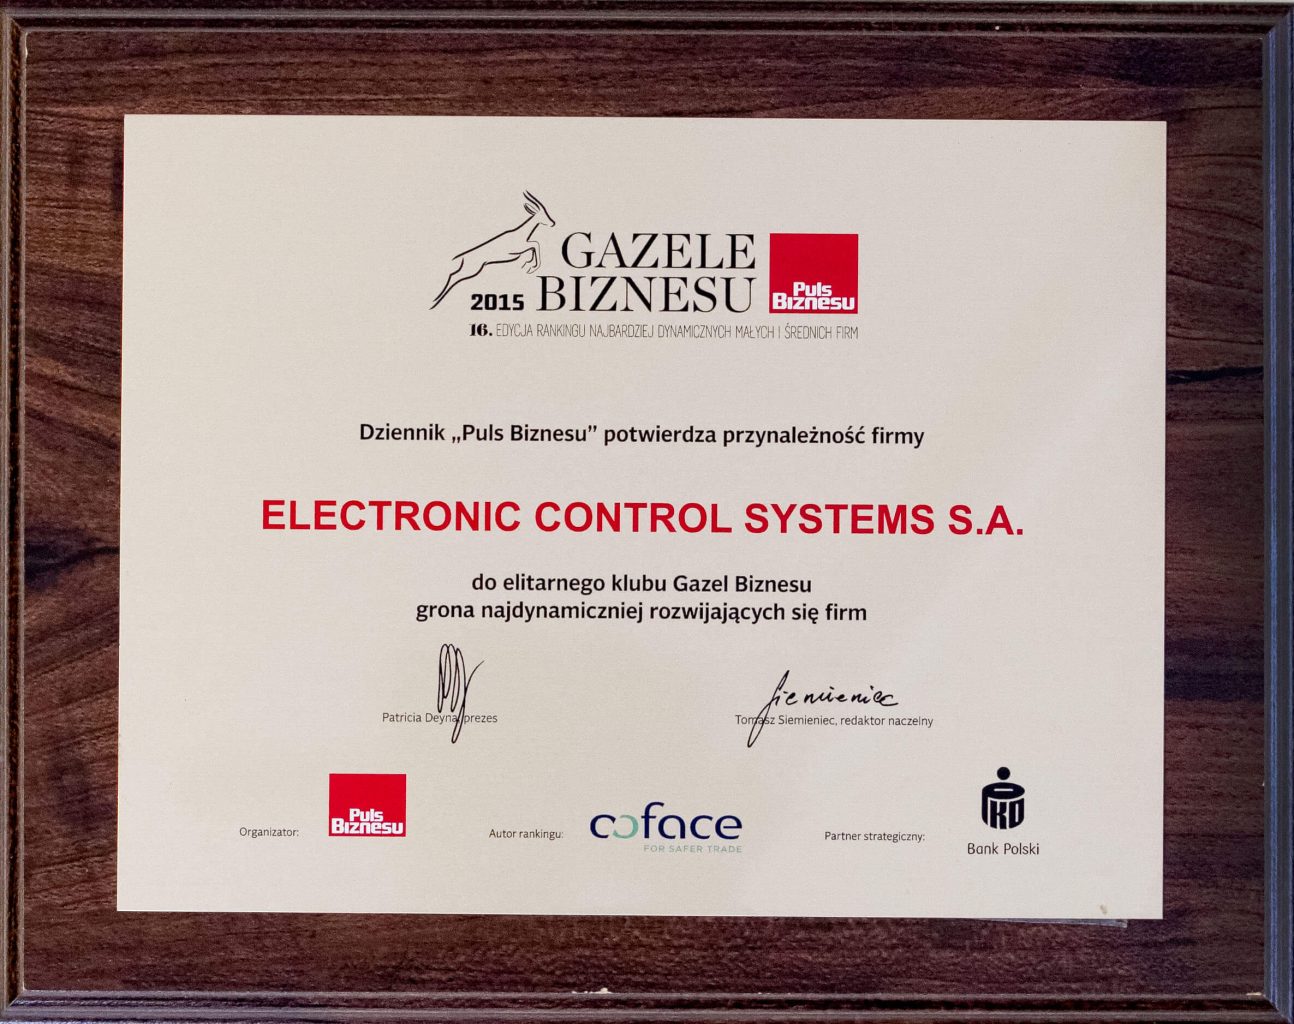 GAZELE
2015 BIZNESU
Puls
Biznesu
16. EDYCJA RANKINGU NAJBARDZIEJ DYNAMICZNYCH MAŁYCH I ŚREDNICH FIRM
Dziennik „Puls Biznesu” potwierdza przynależność firmy
ELECTRONIC CONTROL SYSTEMS S.A.
do elitarnego klubu Gazel Biznesu
grona najdynamiczniej rozwijających się firm
Siemieniec
Patricia Deyna, prezes
Tomasz Siemieniec, redaktor naczelny
Organizator:
Puls
Biznesu
Autor rankingu:
coface
FOR SAFER TRADE
Partner strategiczny:
PKO
Bank Polski